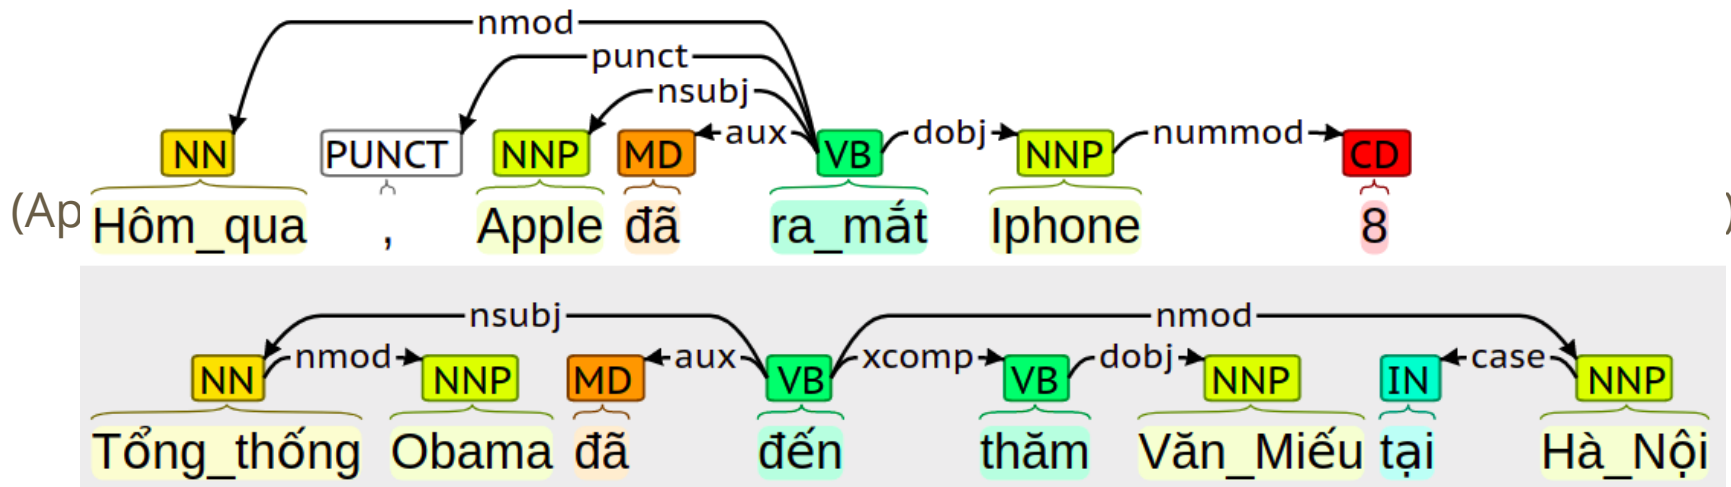 nmod
punct
nsubj
aux dobj nummod
NN PUNCT NNP MD VB NNP CD
(Ap Hôm_qua , Apple đã ra_mắt Iphone 8 )
nsubj nmod
nmod aux xcomp dobj case
NN NNP MD VB VB NNP IN NNP
Tổng_thống Obama đã đến thăm Văn_Miếu tại Hà_Nội